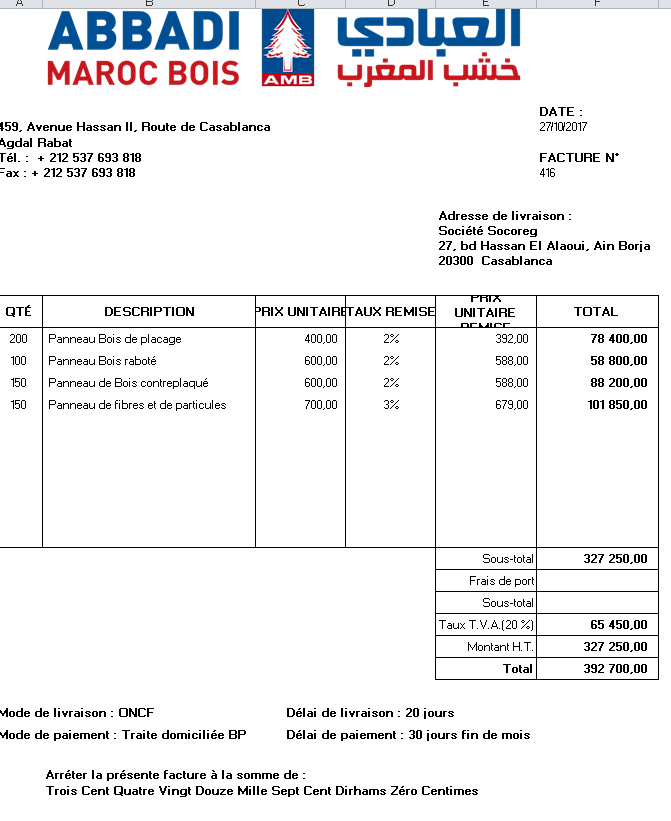 A B C D E F
ABBADI العبادي
MAROC BOIS AMB خشب المغرب
DATE :
459, Avenue Hassan II, Route de Casablanca 27/10/2017
Agdal Rabat
Tél. : + 212 537 693 818 FACTURE N°
Fax : + 212 537 693 818 416
Adresse de livraison :
Société Socoreg
27, bd Hassan El Alaoui, Ain Borja
20300 Casablanca
QTÉ DESCRIPTION PRIX UNITAIRE TAUX REMISE PRIX UNITAIRE REMISE TOTAL
200 Panneau Bois de placage 400,00 2% 392,00 78 400,00
100 Panneau Bois raboté 600,00 2% 588,00 58 800,00
150 Panneau de Bois contreplaqué 600,00 2% 588,00 88 200,00
150 Panneau de fibres et de particules 700,00 3% 679,00 101 850,00
Sous-total 327 250,00
Frais de port
Sous-total
Taux T.V.A.(20 %) 65 450,00
Montant H.T. 327 250,00
Total 392 700,00
Mode de livraison : ONCF Délai de livraison : 20 jours
Mode de paiement : Traite domiciliée BP Délai de paiement : 30 jours fin de mois
Arréter la présente facture à la somme de :
Trois Cent Quatre Vingt Douze Mille Sept Cent Dirhams Zéro Centimes